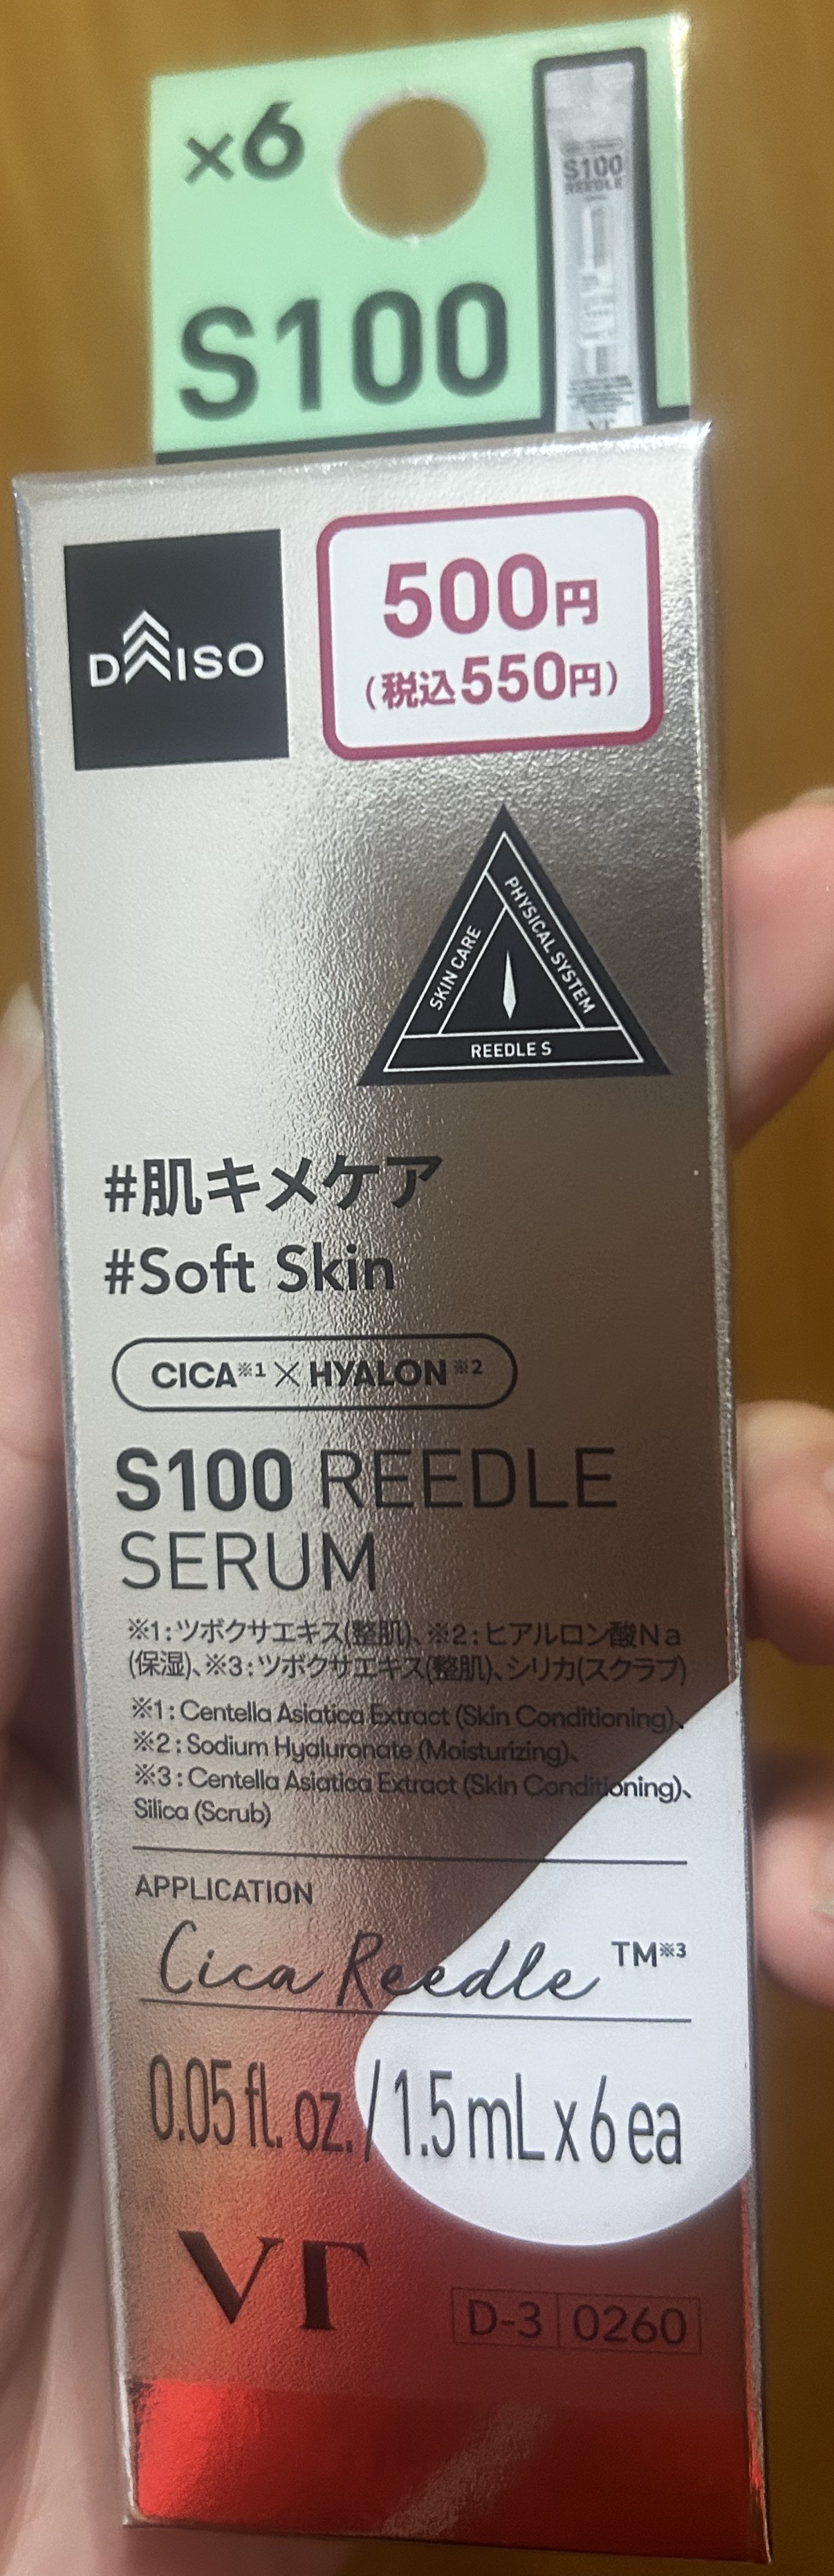 ×6
S100
S100
REEDLE
DAISO
500円
(税込550円)
SKIN CARE
PHYSICAL SYSTEM
REEDLE S
#肌キメケア
#Soft Skin
CICA※1 × HYALON※2
S100 REEDLE
SERUM
※1:ツボクサエキス(整肌)、※2:ヒアルロン酸Na
(保湿)、※3:ツボクサエキス(整肌)、シリカ(スクラブ)
※1:Centella Asiatica Extract (Skin Conditioning)、
※2:Sodium Hyaluronate (Moisturizing)、
※3:Centella Asiatica Extract (Skin Conditioning)、
Silica (Scrub)
APPLICATION
Cica Reedle TM※3
0.05 fl. oz. / 1.5 mL x 6 ea
VT
D-3 0260